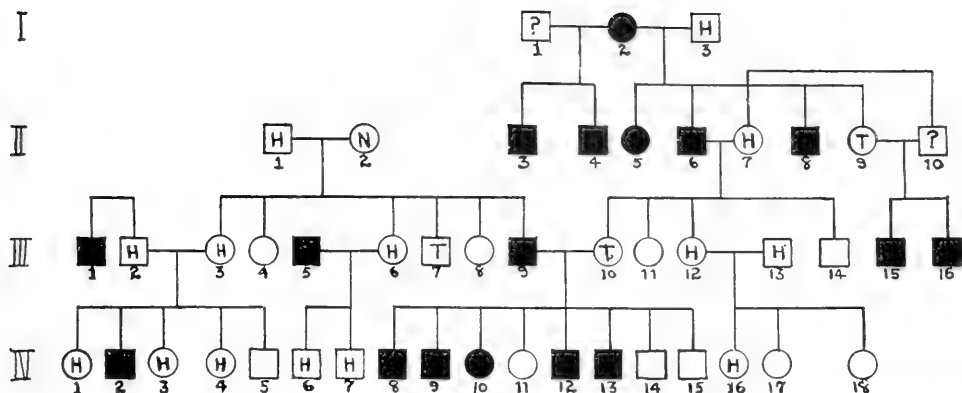 I
? H
1 2 3
II
H N H T ?
1 2 3 4 5 6 7 8 9 10
III
H H H T T H H
1 2 3 4 5 6 7 8 9 10 11 12 13 14 15 16
IV
H H H H H H
1 2 3 4 5 6 7 8 9 10 11 12 13 14 15 16 17 18